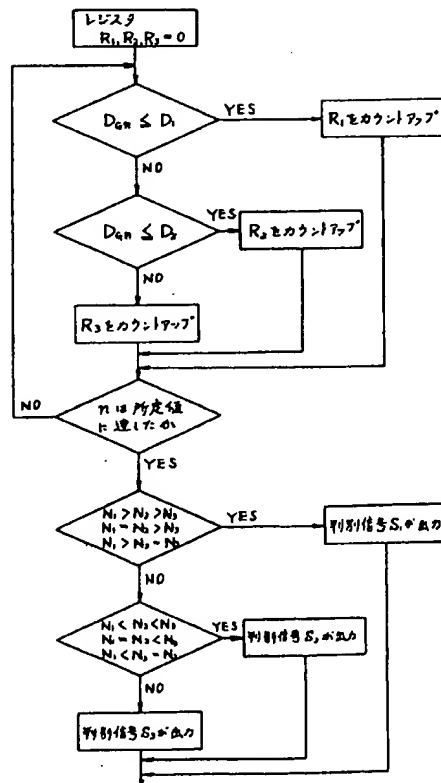 レジスタ
R₁, R₂, R₃ = 0
D_GR ≤ D₁
YES
R₁をカウントアップ
NO
D_GR ≤ D₂
YES
R₂をカウントアップ
NO
R₃をカウントアップ
NO
nは所定値
に達したか
YES
N₁ > N₂ > N₃
N₁ = N₂ > N₃
N₁ > N₃ = N₂
YES
判別信号S₁が出力
NO
N₁ < N₂ < N₃
N₁ = N₂ < N₃
N₁ < N₃ = N₂
YES
判別信号S₃が出力
NO
判別信号S₂が出力